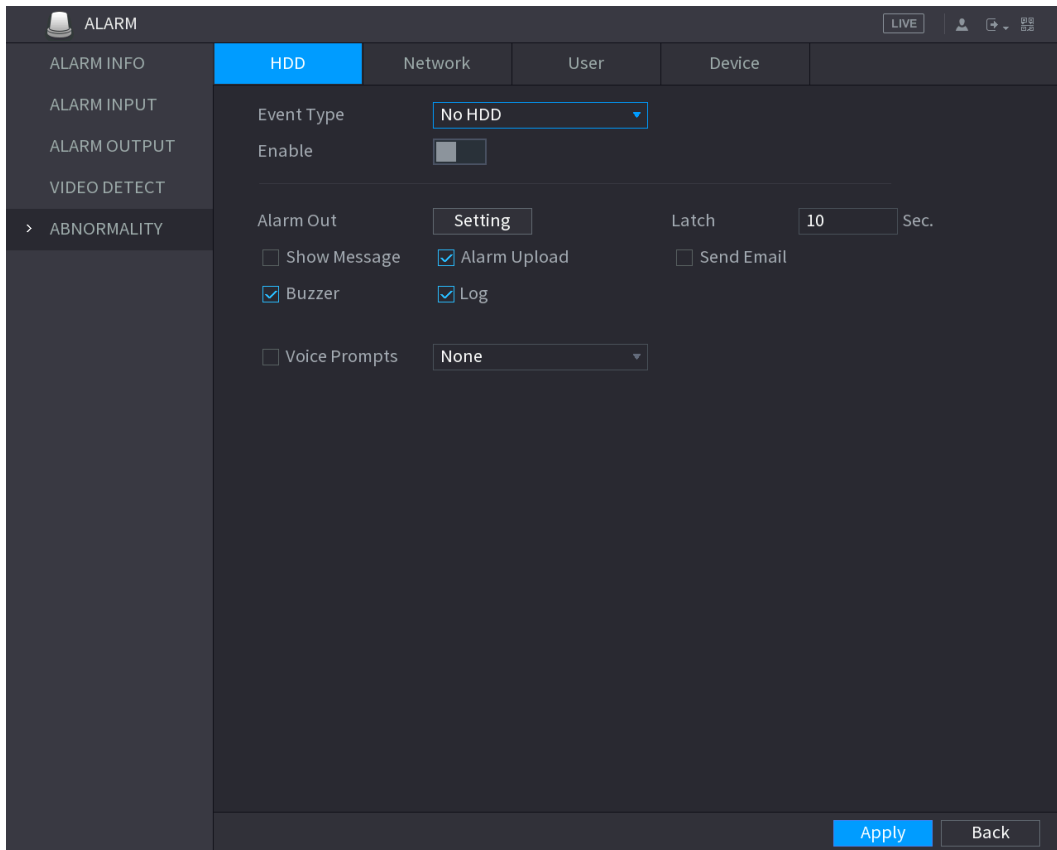 ALARM
LIVE
ALARM INFO
ALARM INPUT
ALARM OUTPUT
VIDEO DETECT
> ABNORMALITY
HDD Network User Device
Event Type No HDD
Enable
Alarm Out Setting Latch 10 Sec.
Show Message Alarm Upload Send Email
Buzzer Log
Voice Prompts None
Apply Back